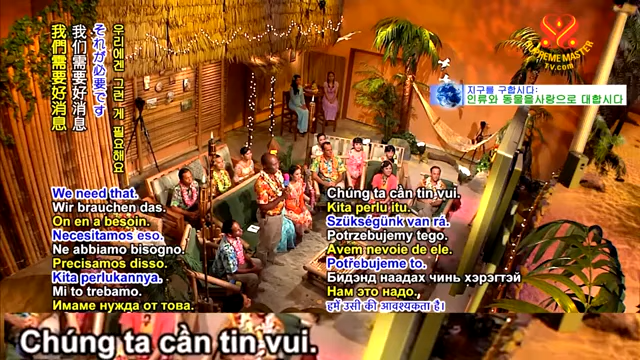 我們需要好消息
我们需要好消息
それが必要です
우리에겐 그런 게 필요해요
SUPREME MASTER
TV.com
지구를 구합시다:
인류와 동물을사랑으로 대합시다
We need that.
Wir brauchen das.
On en a besoin.
Necesitamos eso.
Ne abbiamo bisogno.
Precisamos disso.
Kita perlukannya.
Mi to trebamo.
Имаме нужда от това.
Chúng ta cần tin vui.
Kita perlu itu.
Szükségünk van rá.
Potrzebujemy tego.
Avem nevoie de ele.
Potřebujeme to.
Бидэнд наадах чинь хэрэгтэй
Нам это надо.
हमें उसी की आवश्यकता है।
Chúng ta cần tin vui.